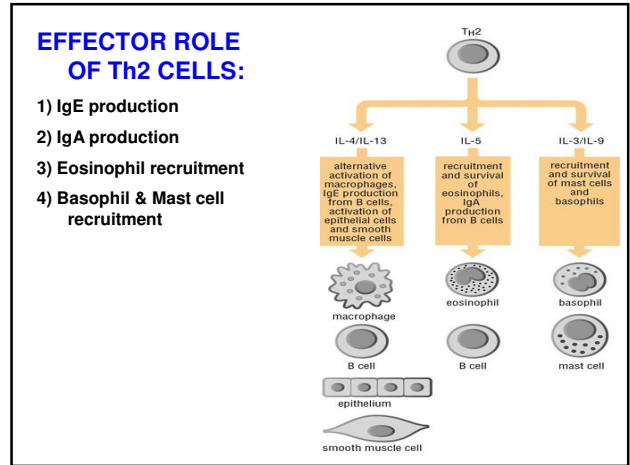 EFFECTOR ROLE
OF Th2 CELLS:
1) IgE production
2) IgA production
3) Eosinophil recruitment
4) Basophil & Mast cell
recruitment
TH2
IL-4/IL-13
alternative
activation of
macrophages,
IgE production
from B cells,
activation of
epithelial cells
and smooth
muscle cells
macrophage
B cell
epithelium
smooth muscle cell
IL-5
recruitment
and survival
of
eosinophils,
IgA
production
from B cells
eosinophil
B cell
IL-3/IL-9
recruitment
and survival
of mast cells
and
basophils
basophil
mast cell